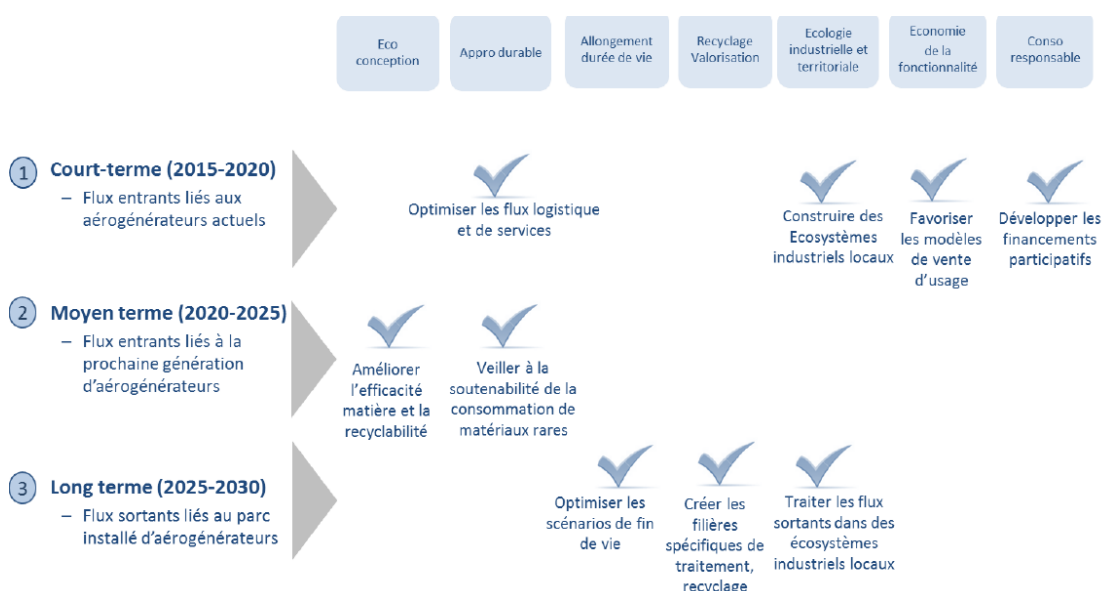 Eco
conception
Appro durable
Allongement
durée de vie
Recyclage
Valorisation
Ecologie
industrielle et
territoriale
Economie
de la
fonctionnalité
Conso
responsable
1
Court-terme (2015-2020)
– Flux entrants liés aux
aérogénérateurs actuels
Optimiser les flux logistique
et de services
Construire des
Ecosystèmes
industriels locaux
Favoriser
les modèles
de vente
d’usage
Développer les
financements
participatifs
2
Moyen terme (2020-2025)
– Flux entrants liés à la
prochaine génération
d’aérogénérateurs
Améliorer
l’efficacité
matière et la
recyclabilité
Veiller à la
soutenabilité de la
consommation de
matériaux rares
3
Long terme (2025-2030)
– Flux sortants liés au parc
installé d’aérogénérateurs
Optimiser les
scénarios de fin
de vie
Créer les
filières
spécifiques de
traitement,
recyclage
Traiter les flux
sortants dans des
écosystèmes
industriels locaux